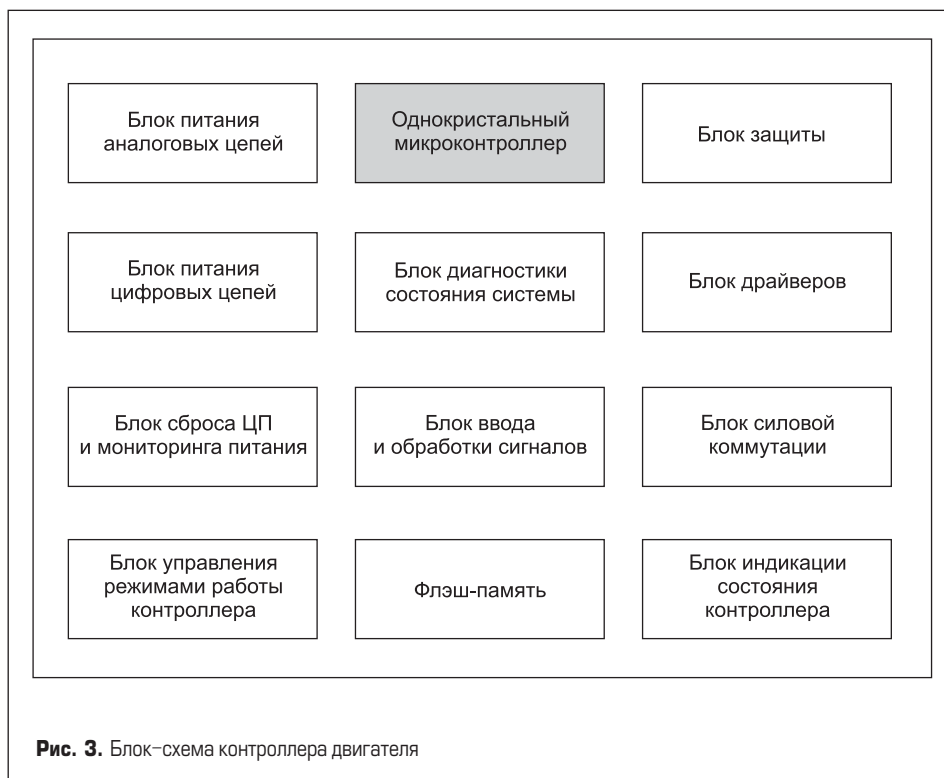 Блок питания
аналоговых цепей
Однокристальный
микроконтроллер
Блок защиты
Блок питания
цифровых цепей
Блок диагностики
состояния системы
Блок драйверов
Блок сброса ЦП
и мониторинга питания
Блок ввода
и обработки сигналов
Блок силовой
коммутации
Блок управления
режимами работы
контроллера
Флэш-память
Блок индикации
состояния
контроллера
Рис. 3. Блок-схема контроллера двигателя